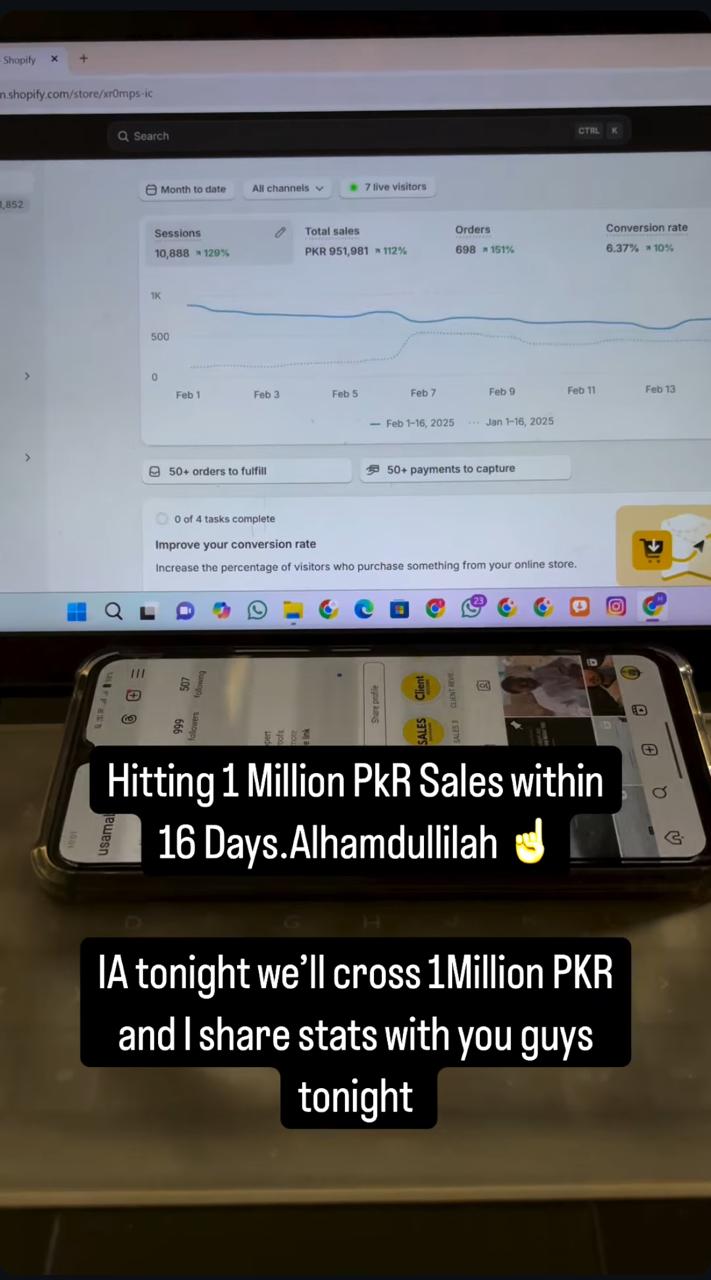 Shopify
n.shopify.com/store/xr0mps-ic
Search
CTRL K
1,852
Month to date
All channels
7 live visitors
Sessions
10,888 129%
Total sales
PKR 951,981 112%
Orders
698 151%
Conversion rate
6.37% 10%
1K
500
0
Feb 1
Feb 3
Feb 5
Feb 7
Feb 9
Feb 11
Feb 13
Feb 1–16, 2025
Jan 1–16, 2025
50+ orders to fulfill
50+ payments to capture
0 of 4 tasks complete
Improve your conversion rate
Increase the percentage of visitors who purchase something from your online store.
23
999
followers
507
following
Share profile
Client
SALES
SALES
usama
Hitting 1 Million PkR Sales within
16 Days.Alhamdullilah ☝
IA tonight we’ll cross 1Million PKR
and I share stats with you guys
tonight